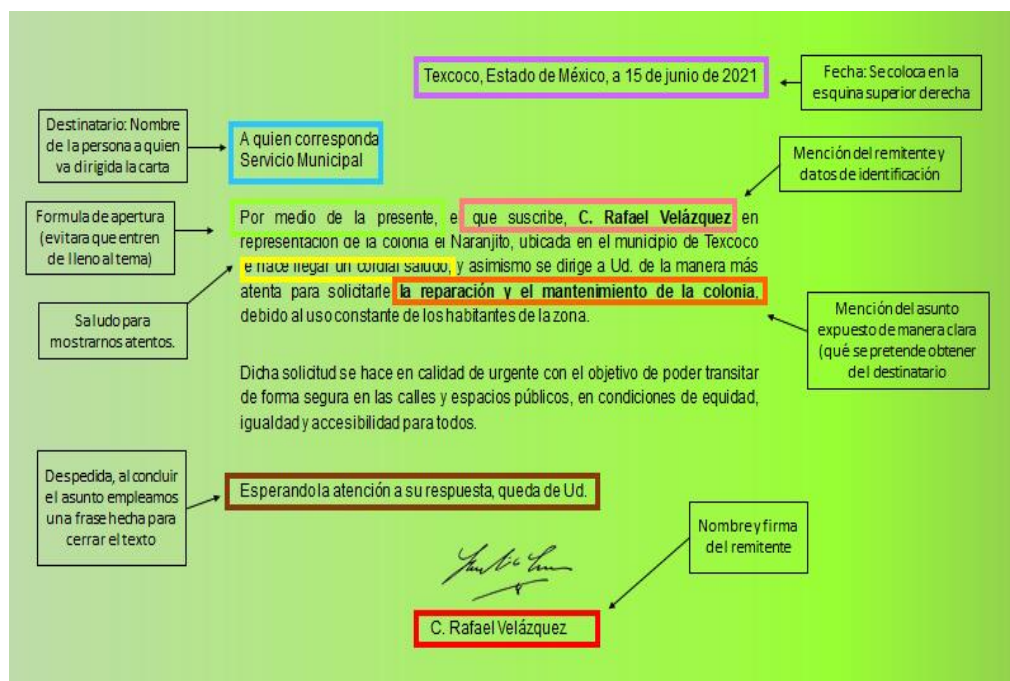 Texcoco, Estado de México, a 15 de junio de 2021
Fecha: Se coloca en la
esquina superior derecha
Destinatario: Nombre
de la persona a quien
va dirigida la carta
A quien corresponda
Servicio Municipal
Mención del remitente y
datos de identificación
Formula de apertura
(evitara que entren
de lleno al tema)
Por medio de la presente, el que suscribe, C. Rafael Velázquez en
representación de la colonia el Naranjito, ubicada en el municipio de Texcoco
le hace llegar un cordial saludo, y asimismo se dirige a Ud. de la manera más
atenta para solicitarle la reparación y el mantenimiento de la colonia,
debido al uso constante de los habitantes de la zona.
Saludo para
mostrarnos atentos.
Mención del asunto
expuesto de manera clara
(qué se pretende obtener
del destinatario
Dicha solicitud se hace en calidad de urgente con el objetivo de poder transitar
de forma segura en las calles y espacios públicos, en condiciones de equidad,
igualdad y accesibilidad para todos.
Despedida, al concluir
el asunto empleamos
una frase hecha para
cerrar el texto
Esperando la atención a su respuesta, queda de Ud.
Nombre y firma
del remitente
C. Rafael Velázquez